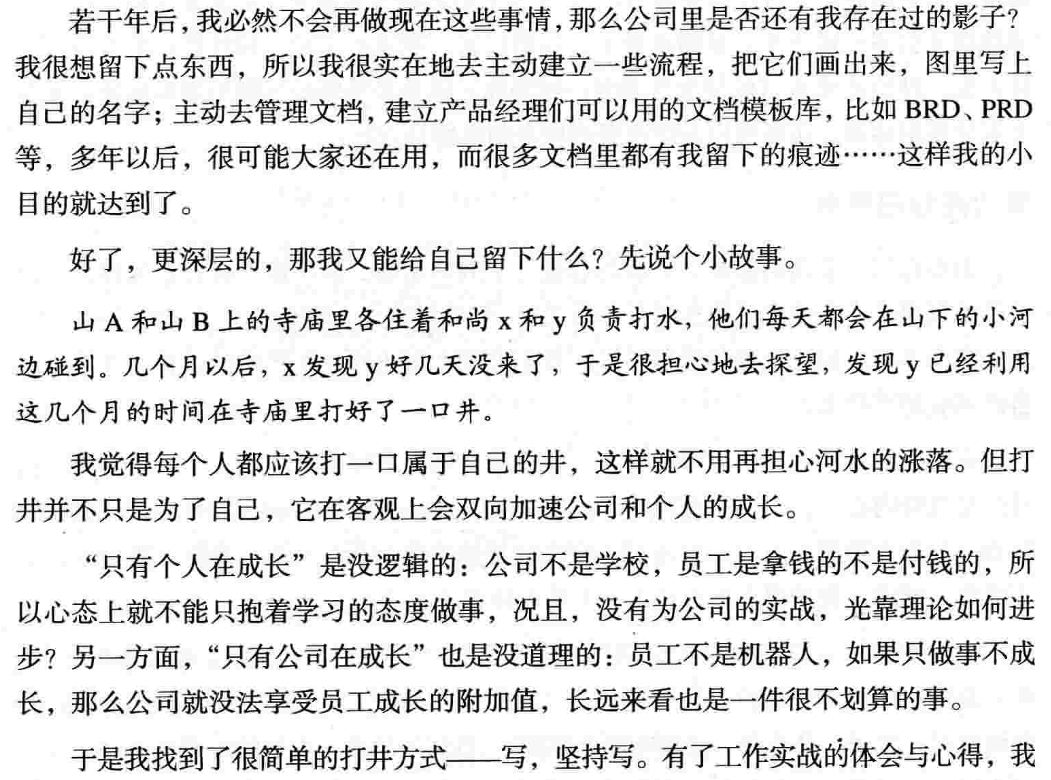 若干年后，我必然不会再做现在这些事情，那么公司里是否还有我存在过的影子？
我很想留下点东西，所以我很实在地去主动建立一些流程，把它们画出来，图里写上
自己的名字；主动去管理文档，建立产品经理们可以用的文档模板库，比如 BRD、PRD
等，多年以后，很可能大家还在用，而很多文档里都有我留下的痕迹……这样我的小
目的就达到了。
好了，更深层的，那我又能给自己留下什么？先说个小故事。
山 A 和山 B 上的寺庙里各住着和尚 x 和 y 负责打水，他们每天都会在山下的小河
边碰到。几个月以后，x 发现 y 好几天没来了，于是很担心地去探望，发现 y 已经利用
这几个月的时间在寺庙里打好了一口井。
我觉得每个人都应该打一口属于自己的井，这样就不用再担心河水的涨落。但打
井并不只是为了自己，它在客观上会双向加速公司和个人的成长。
“只有个人在成长”是没逻辑的：公司不是学校，员工是拿钱的不是付钱的，所
以心态上就不能只抱着学习的态度做事，况且，没有为公司的实战，光靠理论如何进
步？另一方面，“只有公司在成长”也是没道理的：员工不是机器人，如果只做事不成
长，那么公司就没法享受员工成长的附加值，长远来看也是一件很不划算的事。
于是我找到了很简单的打井方式——写，坚持写。有了工作实战的体会与心得，我